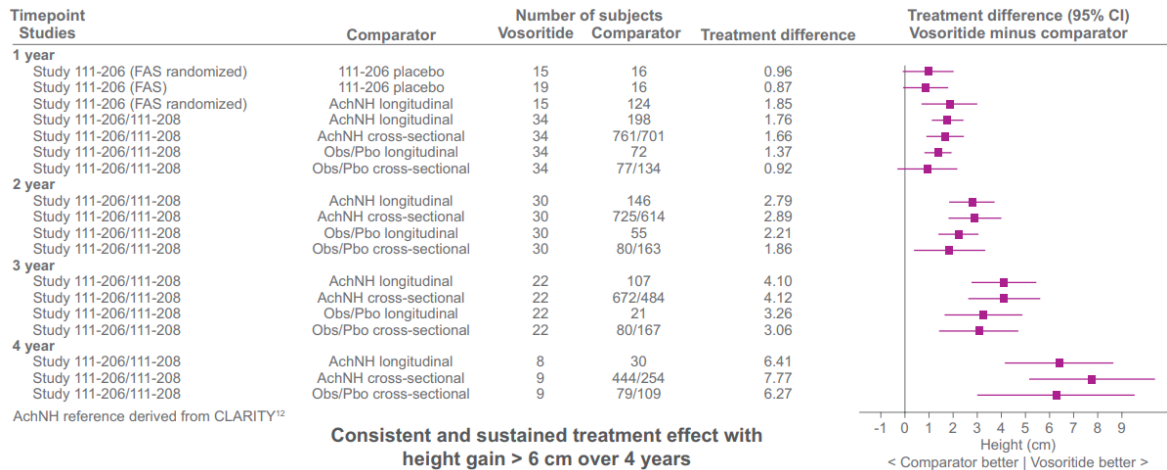 Timepoint Number of subjects Treatment difference (95% CI)
Studies Comparator Vosoritide Comparator Treatment difference Vosoritide minus comparator
1 year
Study 111-206 (FAS randomized) 111-206 placebo 15 16 0.96
Study 111-206 (FAS) 111-206 placebo 19 16 0.87
Study 111-206 (FAS randomized) AchNH longitudinal 15 124 1.85
Study 111-206/111-208 AchNH longitudinal 34 198 1.76
Study 111-206/111-208 AchNH cross-sectional 34 761/701 1.66
Study 111-206/111-208 Obs/Pbo longitudinal 34 72 1.37
Study 111-206/111-208 Obs/Pbo cross-sectional 34 77/134 0.92
2 year
Study 111-206/111-208 AchNH longitudinal 30 146 2.79
Study 111-206/111-208 AchNH cross-sectional 30 725/614 2.89
Study 111-206/111-208 Obs/Pbo longitudinal 30 55 2.21
Study 111-206/111-208 Obs/Pbo cross-sectional 30 80/163 1.86
3 year
Study 111-206/111-208 AchNH longitudinal 22 107 4.10
Study 111-206/111-208 AchNH cross-sectional 22 672/484 4.12
Study 111-206/111-208 Obs/Pbo longitudinal 22 21 3.26
Study 111-206/111-208 Obs/Pbo cross-sectional 22 80/167 3.06
4 year
Study 111-206/111-208 AchNH longitudinal 8 30 6.41
Study 111-206/111-208 AchNH cross-sectional 9 444/254 7.77
Study 111-206/111-208 Obs/Pbo cross-sectional 9 79/109 6.27
AchNH reference derived from CLARITY¹²
-1 0 1 2 3 4 5 6 7 8 9
Height (cm)
< Comparator better | Vosoritide better >
Consistent and sustained treatment effect with
height gain > 6 cm over 4 years